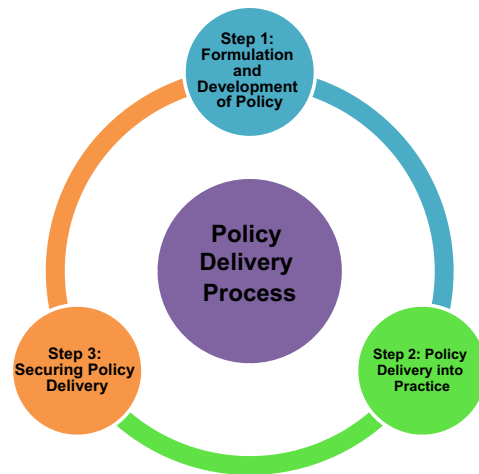 Step 1:
Formulation
and
Development
of Policy
Policy
Delivery
Process
Step 3:
Securing Policy
Delivery
Step 2: Policy
Delivery into
Practice